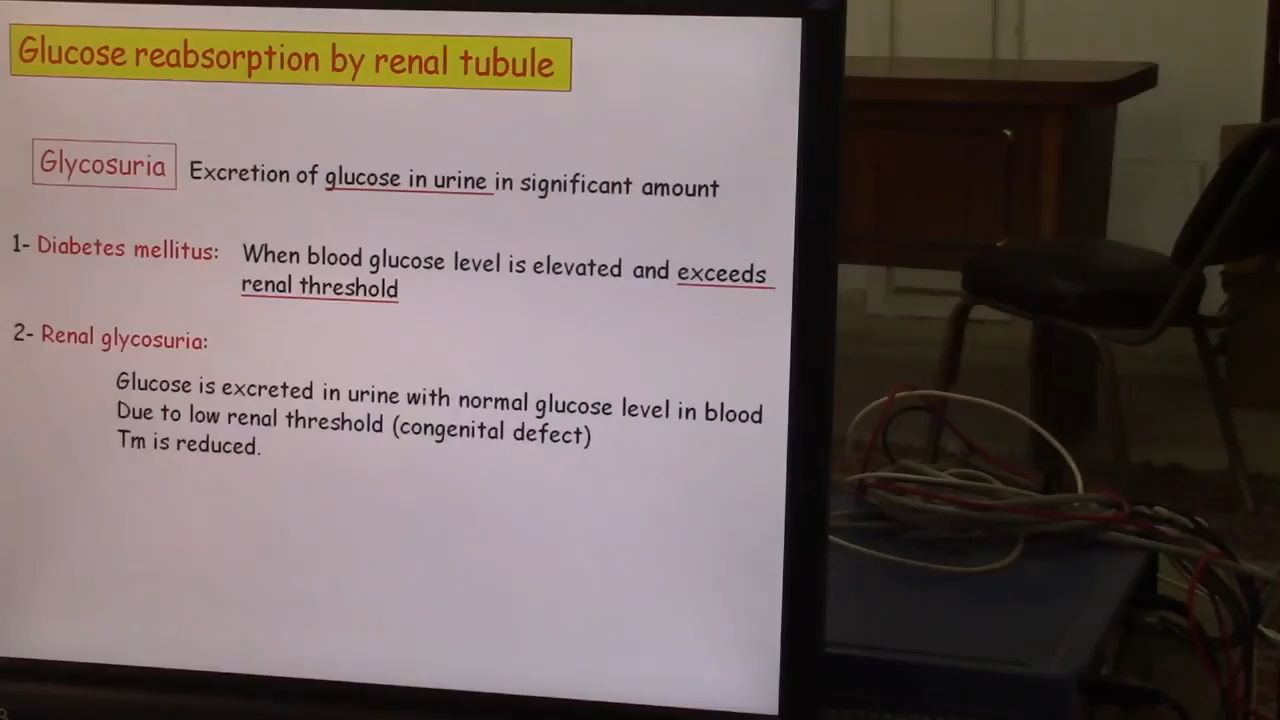 Glucose reabsorption by renal tubule
Glycosuria Excretion of glucose in urine in significant amount
1- Diabetes mellitus: When blood glucose level is elevated and exceeds
renal threshold
2- Renal glycosuria:
Glucose is excreted in urine with normal glucose level in blood
Due to low renal threshold (congenital defect)
Tm is reduced.